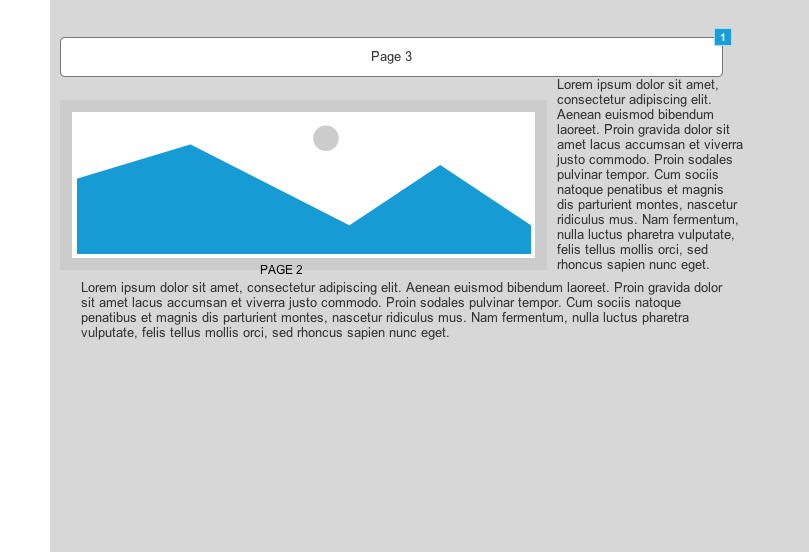 1
Page 3
Lorem ipsum dolor sit amet,
consectetur adipiscing elit.
Aenean euismod bibendum
laoreet. Proin gravida dolor sit
amet lacus accumsan et viverra
justo commodo. Proin sodales
pulvinar tempor. Cum sociis
natoque penatibus et magnis
dis parturient montes, nascetur
ridiculus mus. Nam fermentum,
nulla luctus pharetra vulputate,
felis tellus mollis orci, sed
rhoncus sapien nunc eget.
PAGE 2
Lorem ipsum dolor sit amet, consectetur adipiscing elit. Aenean euismod bibendum laoreet. Proin gravida dolor
sit amet lacus accumsan et viverra justo commodo. Proin sodales pulvinar tempor. Cum sociis natoque
penatibus et magnis dis parturient montes, nascetur ridiculus mus. Nam fermentum, nulla luctus pharetra
vulputate, felis tellus mollis orci, sed rhoncus sapien nunc eget.